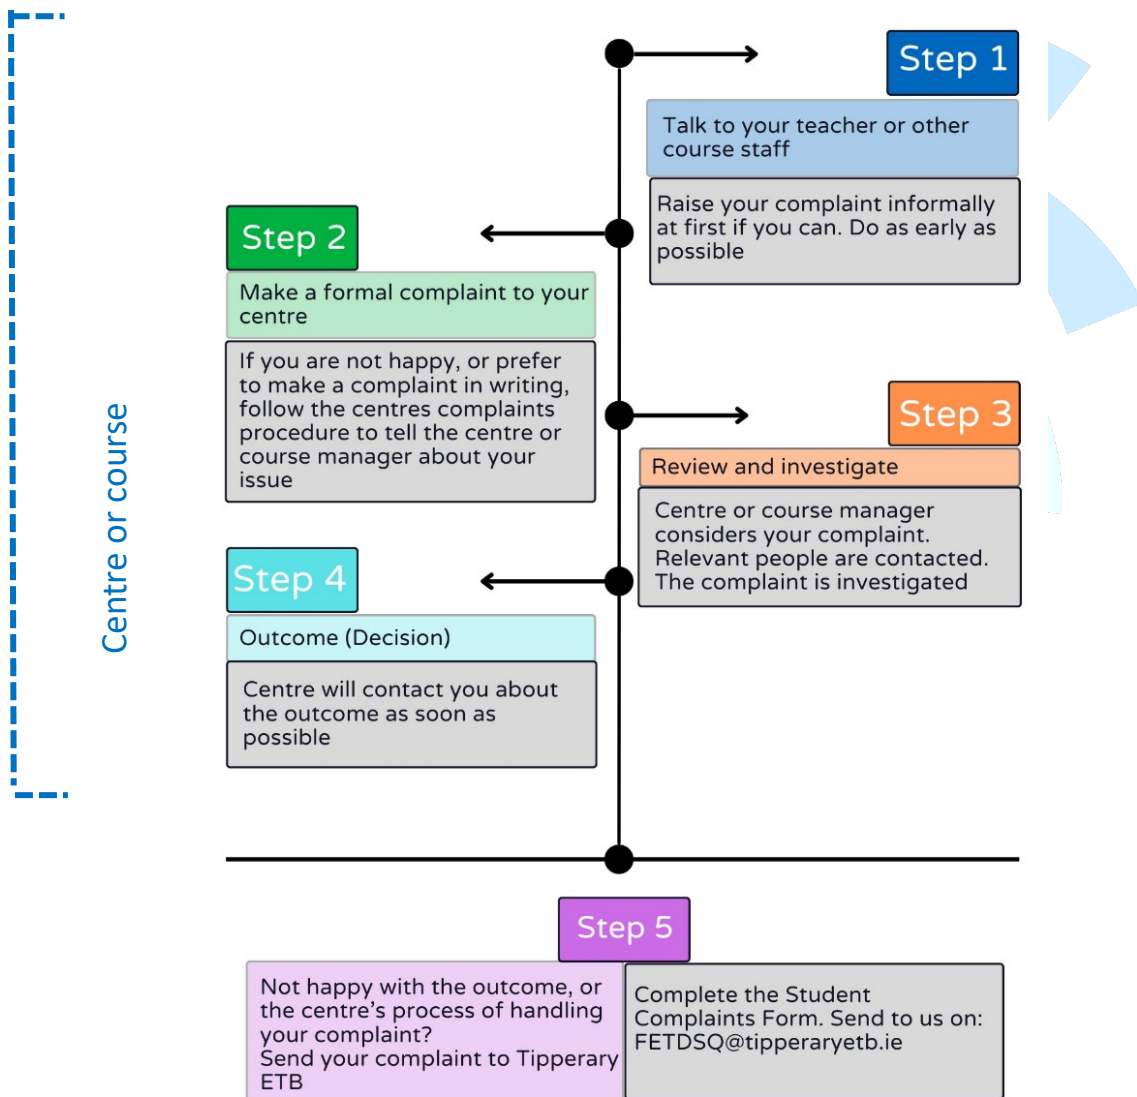 Centre or course
Step 1
Talk to your teacher or other
course staff
Raise your complaint informally
at first if you can. Do as early as
possible
Step 2
Make a formal complaint to your
centre
If you are not happy, or prefer
to make a complaint in writing,
follow the centres complaints
procedure to tell the centre or
course manager about your
issue
Step 3
Review and investigate
Centre or course manager
considers your complaint.
Relevant people are contacted.
The complaint is investigated
Step 4
Outcome (Decision)
Centre will contact you about
the outcome as soon as
possible
Step 5
Not happy with the outcome, or
the centre’s process of handling
your complaint?
Send your complaint to Tipperary
ETB
Complete the Student
Complaints Form. Send to us on:
FETDSQ@tipperaryetb.ie